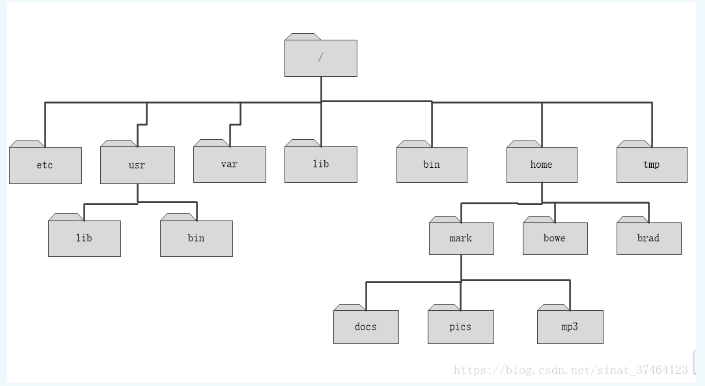 /
etc usr var lib bin home tmp
lib bin mark bowe brad
docs pics mp3
https://blog.csdn.net/sinat_37464123